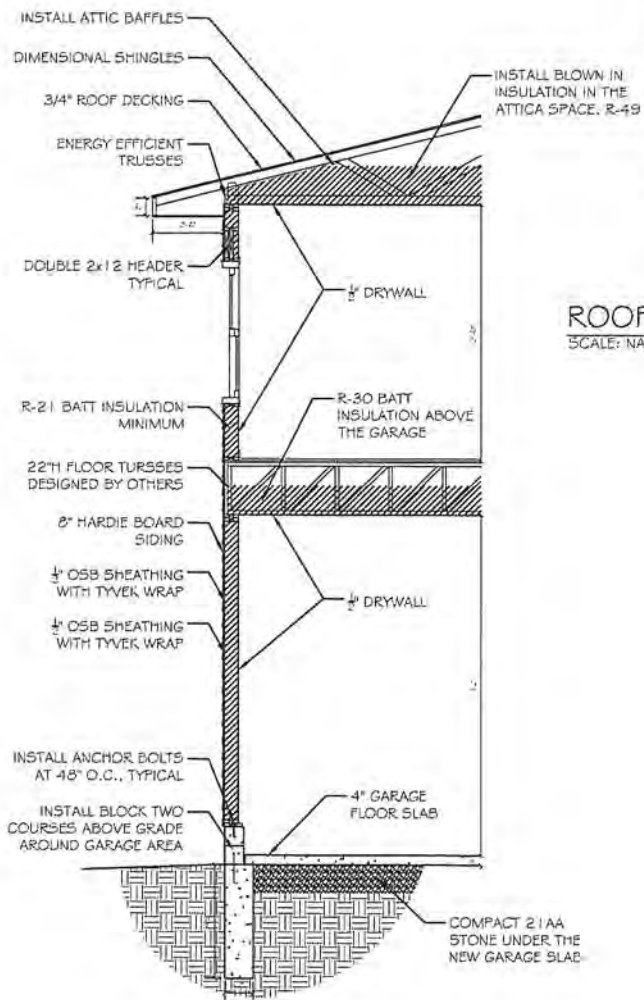 INSTALL ATTIC BAFFLES
DIMENSIONAL SHINGLES
3/4" ROOF DECKING
ENERGY EFFICIENT
TRUSSES
INSTALL BLOWN IN
INSULATION IN THE
ATTICA SPACE. R-49
2'-0"
DOUBLE 2x12 HEADER
TYPICAL
½" DRYWALL
ROOF
SCALE: NA
R-21 BATT INSULATION
MINIMUM
R-30 BATT
INSULATION ABOVE
THE GARAGE
22"H FLOOR TURSSES
DESIGNED BY OTHERS
8" HARDIE BOARD
SIDING
½" OSB SHEATHING
WITH TYVEK WRAP
½" DRYWALL
½" OSB SHEATHING
WITH TYVEK WRAP
INSTALL ANCHOR BOLTS
AT 48" O.C., TYPICAL
4" GARAGE
FLOOR SLAB
INSTALL BLOCK TWO
COURSES ABOVE GRADE
AROUND GARAGE AREA
COMPACT 21AA
STONE UNDER THE
NEW GARAGE SLAB